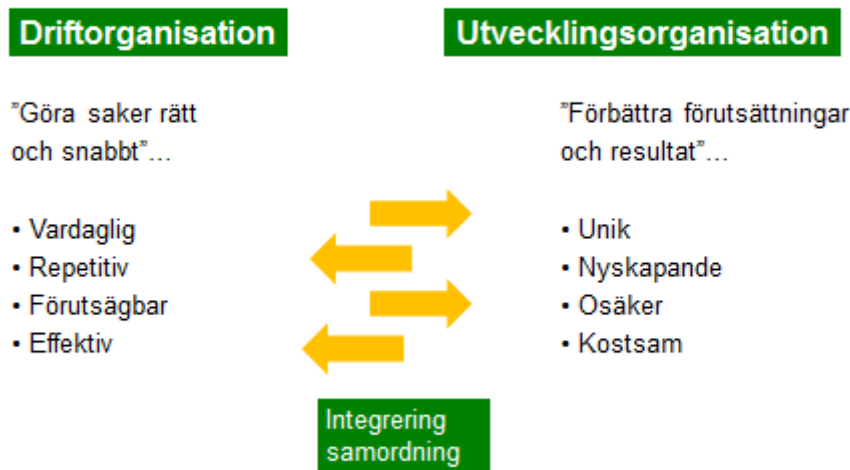 Driftorganisation
Utvecklingsorganisation
”Göra saker rätt
och snabbt”...
”Förbättra förutsättningar
och resultat”...
• Vardaglig
• Repetitiv
• Förutsägbar
• Effektiv
• Unik
• Nyskapande
• Osäker
• Kostsam
Integrering
samordning